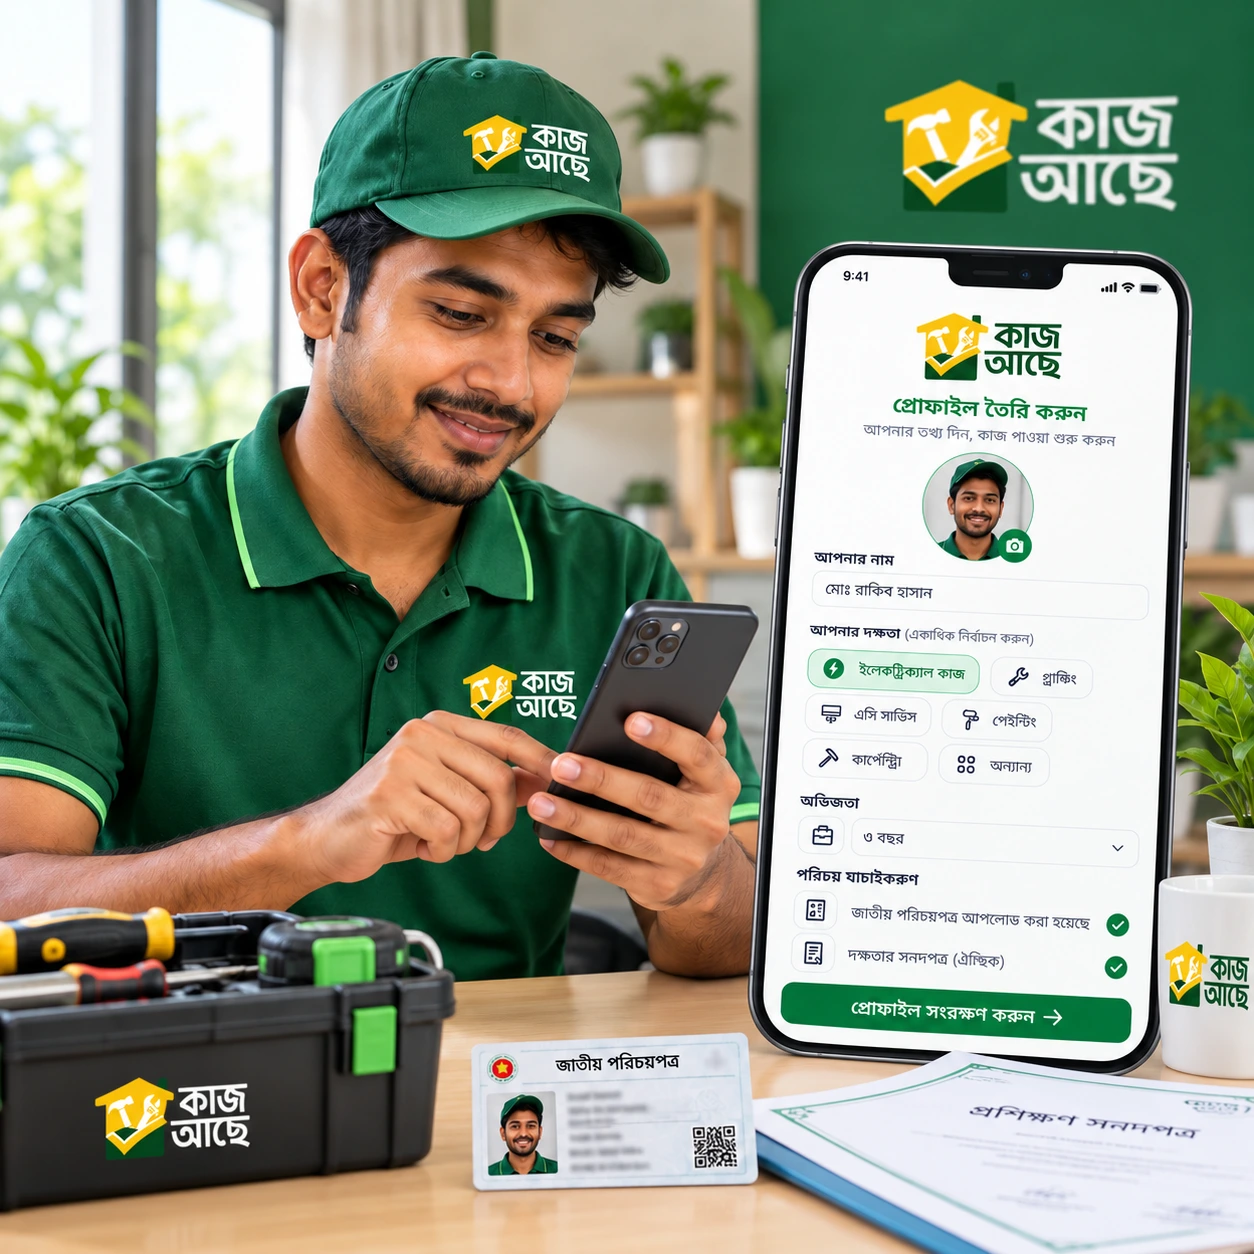 কাজ
আছে
কাজ
আছে
9:41
কাজ
আছে
প্রোফাইল তৈরি করুন
আপনার তথ্য দিন, কাজ পাওয়া শুরু করুন
আপনার নাম
মোঃ রাকিব হাসান
আপনার দক্ষতা (একাধিক নির্বাচন করুন)
ইলেকট্রিক্যাল কাজ
প্লাম্বিং
এসি সার্ভিস
পেইন্টিং
কার্পেন্ট্রি
অন্যান্য
অভিজতা
৩ বছর
পরিচয় যাচাইকরুণ
জাতীয় পরিচয়পত্র আপলোড করা হয়েছে
দক্ষতার সনদপত্র (ঐচ্ছিক)
প্রোফাইল সংরক্ষণ করুন →
কাজ
আছে
কাজ
আছে
কাজ
আছে
জাতীয় পরিচয়পত্র
প্রশিক্ষণ সনদপত্র